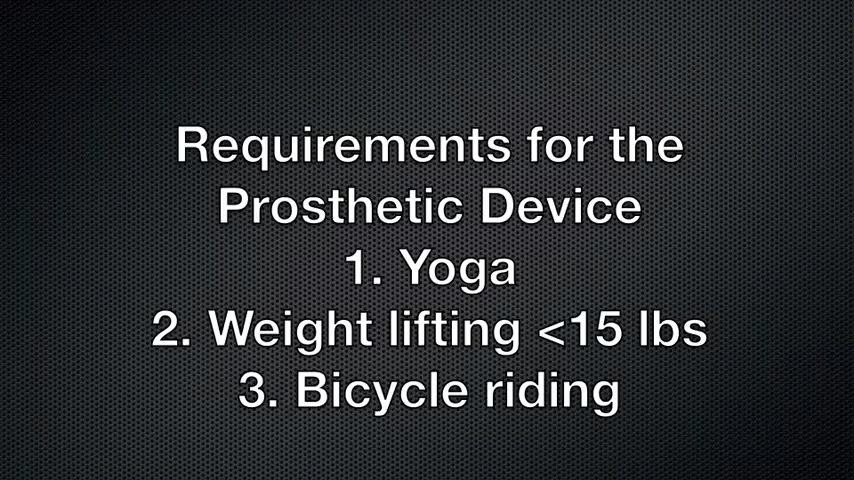 Requirements for the
Prosthetic Device
1. Yoga
2. Weight lifting <15 lbs
3. Bicycle riding